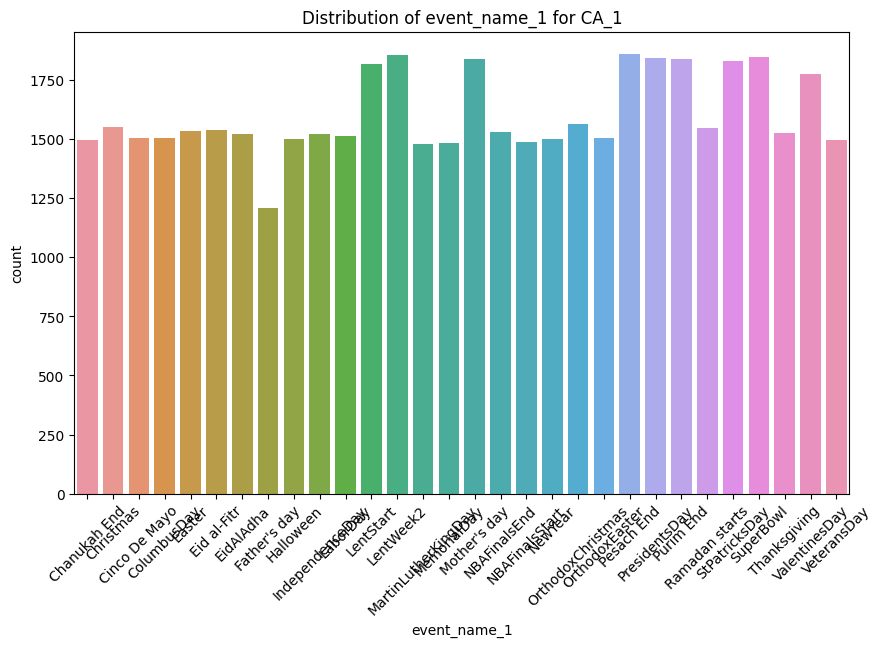 Distribution of event_name_1 for CA_1
count
1750
1500
1250
1000
750
500
250
0
Chanukah End
Christmas
Cinco De Mayo
ColumbusDay
Easter
Eid al-Fitr
EidAlAdha
Father's day
Halloween
IndependenceDay
LaborDay
LentStart
LentWeek2
MartinLutherKingDay
MemorialDay
Mother's day
NBAFinalsEnd
NBAFinalsStart
NewYear
OrthodoxChristmas
OrthodoxEaster
Pesach End
PresidentsDay
Purim End
Ramadan starts
StPatricksDay
SuperBowl
Thanksgiving
ValentinesDay
VeteransDay
event_name_1